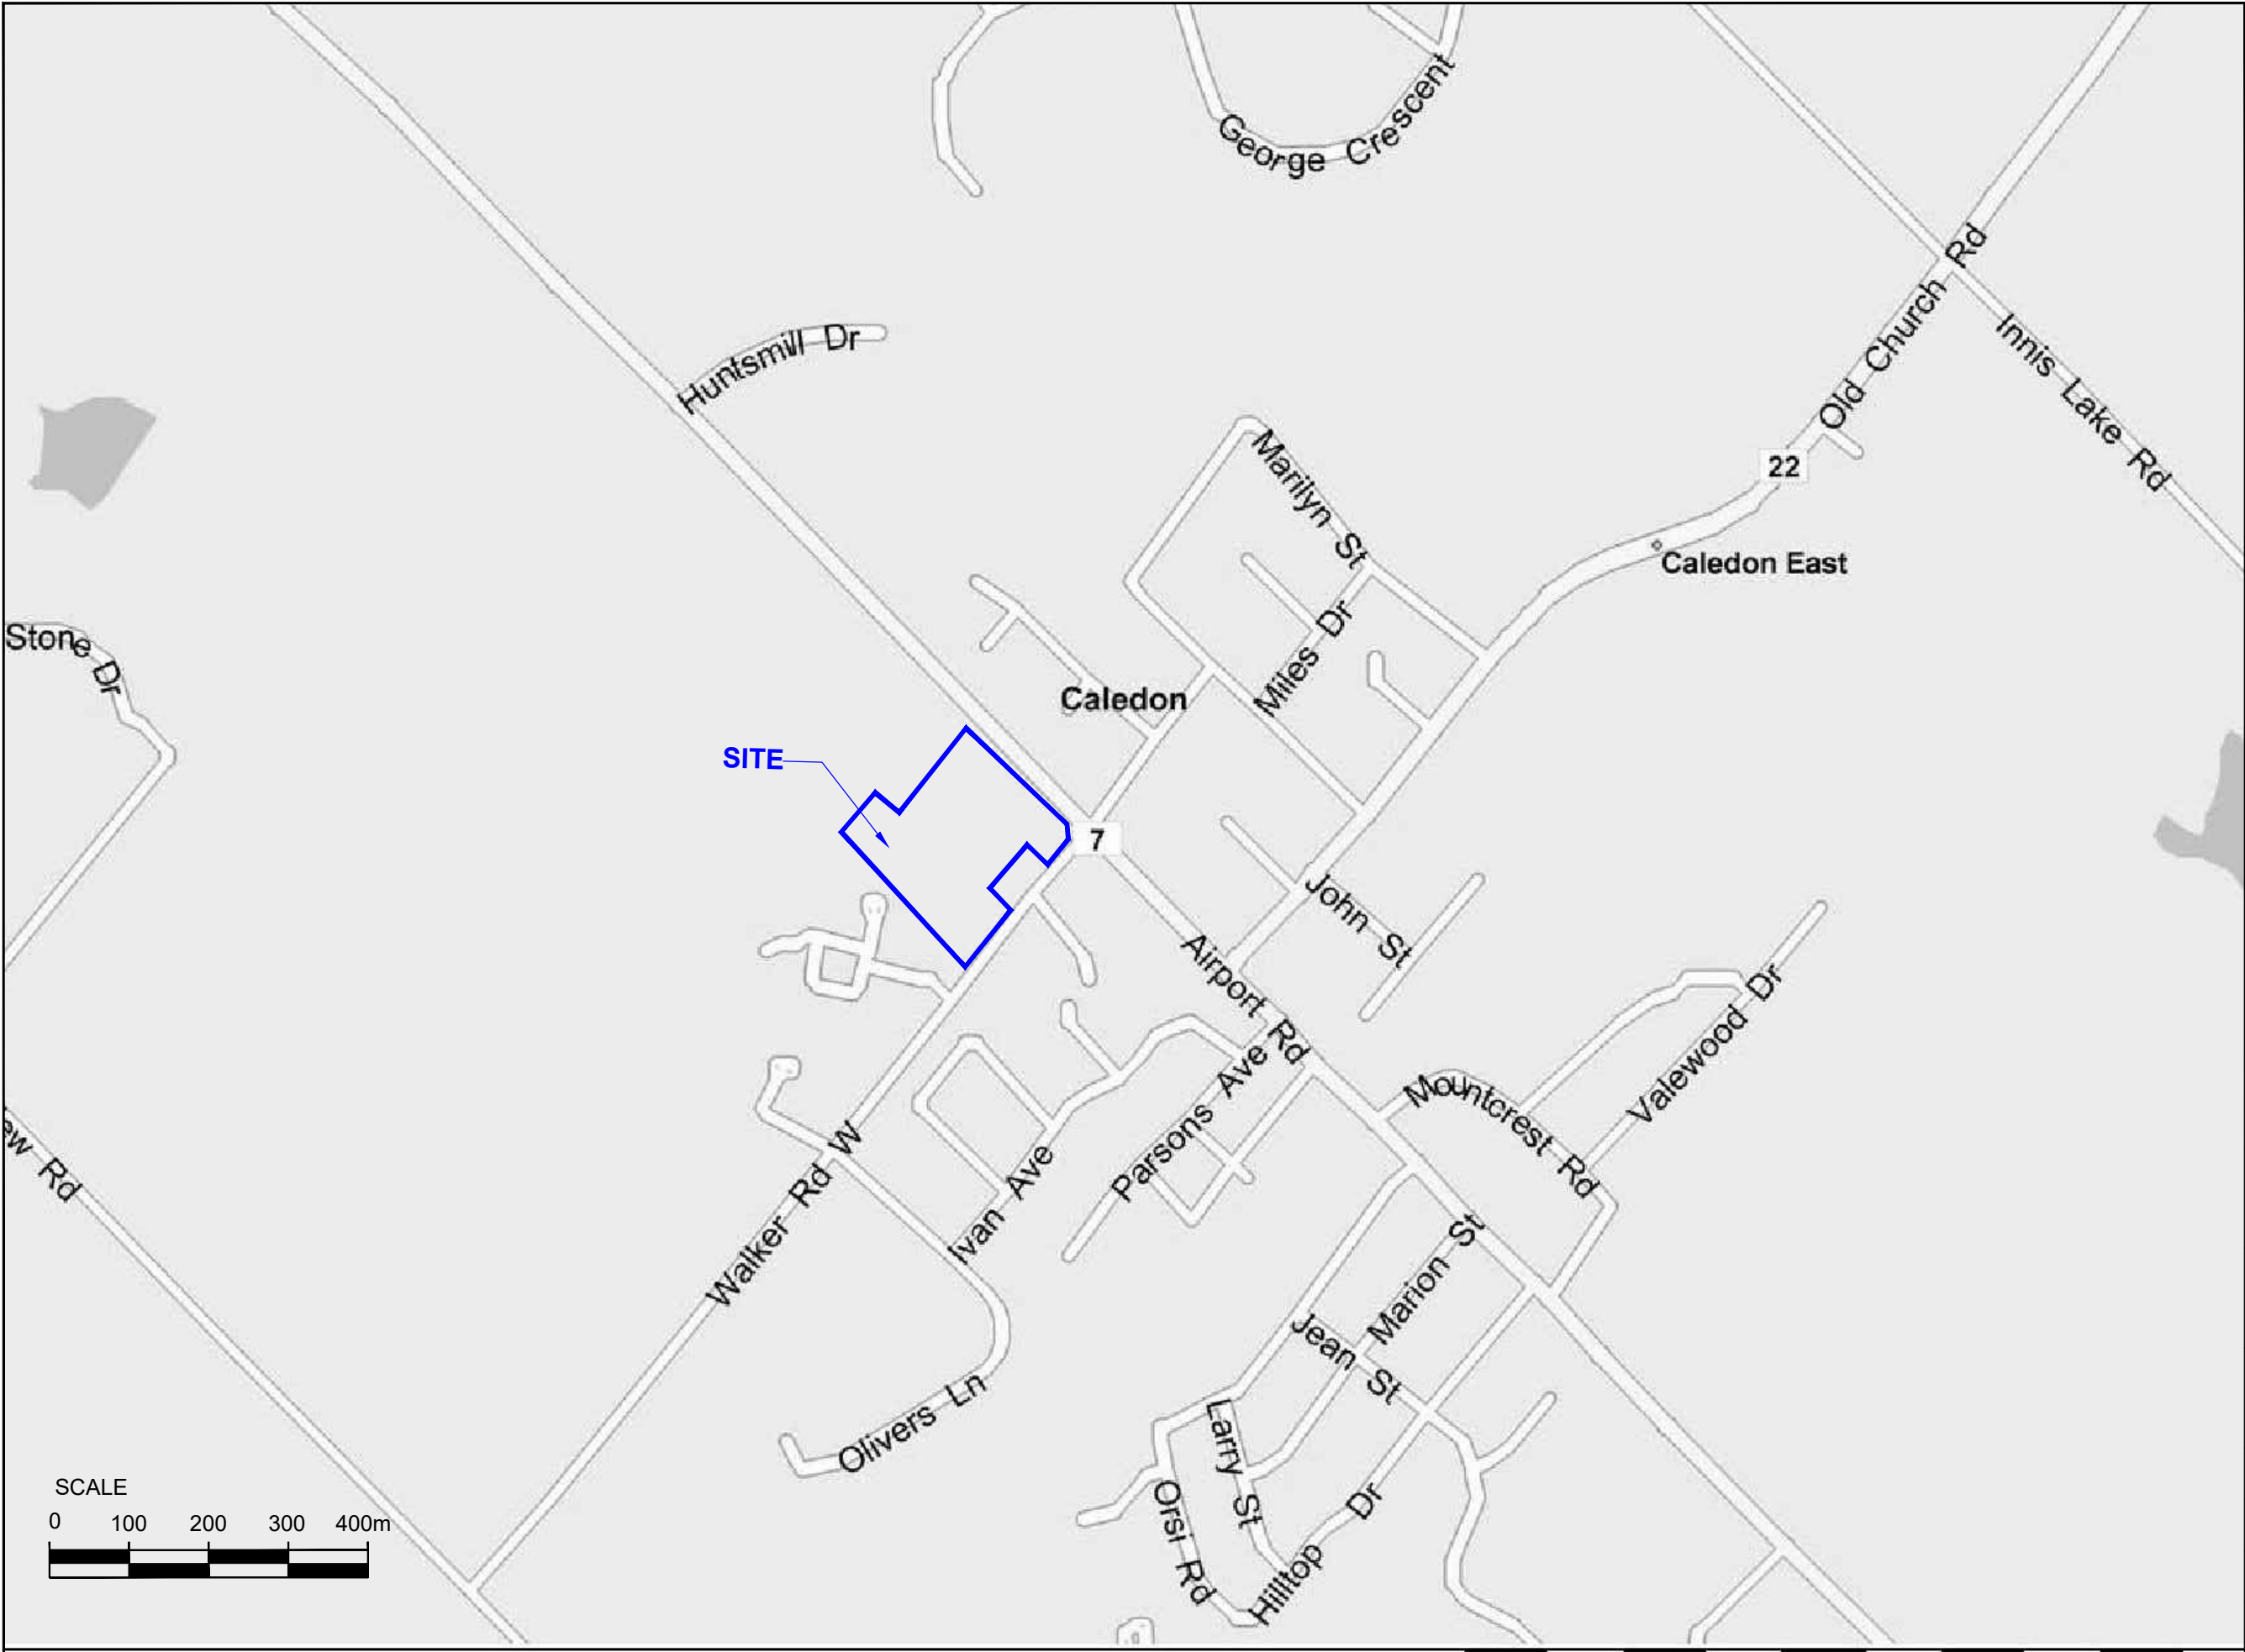 George Crescent
Old Church Rd
Innis Lake Rd
Huntsmill Dr
22
Marilyn St
Caledon East
Miles Dr
Stone Dr
Caledon
SITE
7
John St
Airport Rd
Valewood Dr
Parsons Ave
Mountcrest Rd
ew Rd
Walker Rd W
Ivan Ave
Marion St
Jean St
Olivers Ln
Larry St
Orsi Rd
Hilltop Dr
SCALE
0 100 200 300 400m